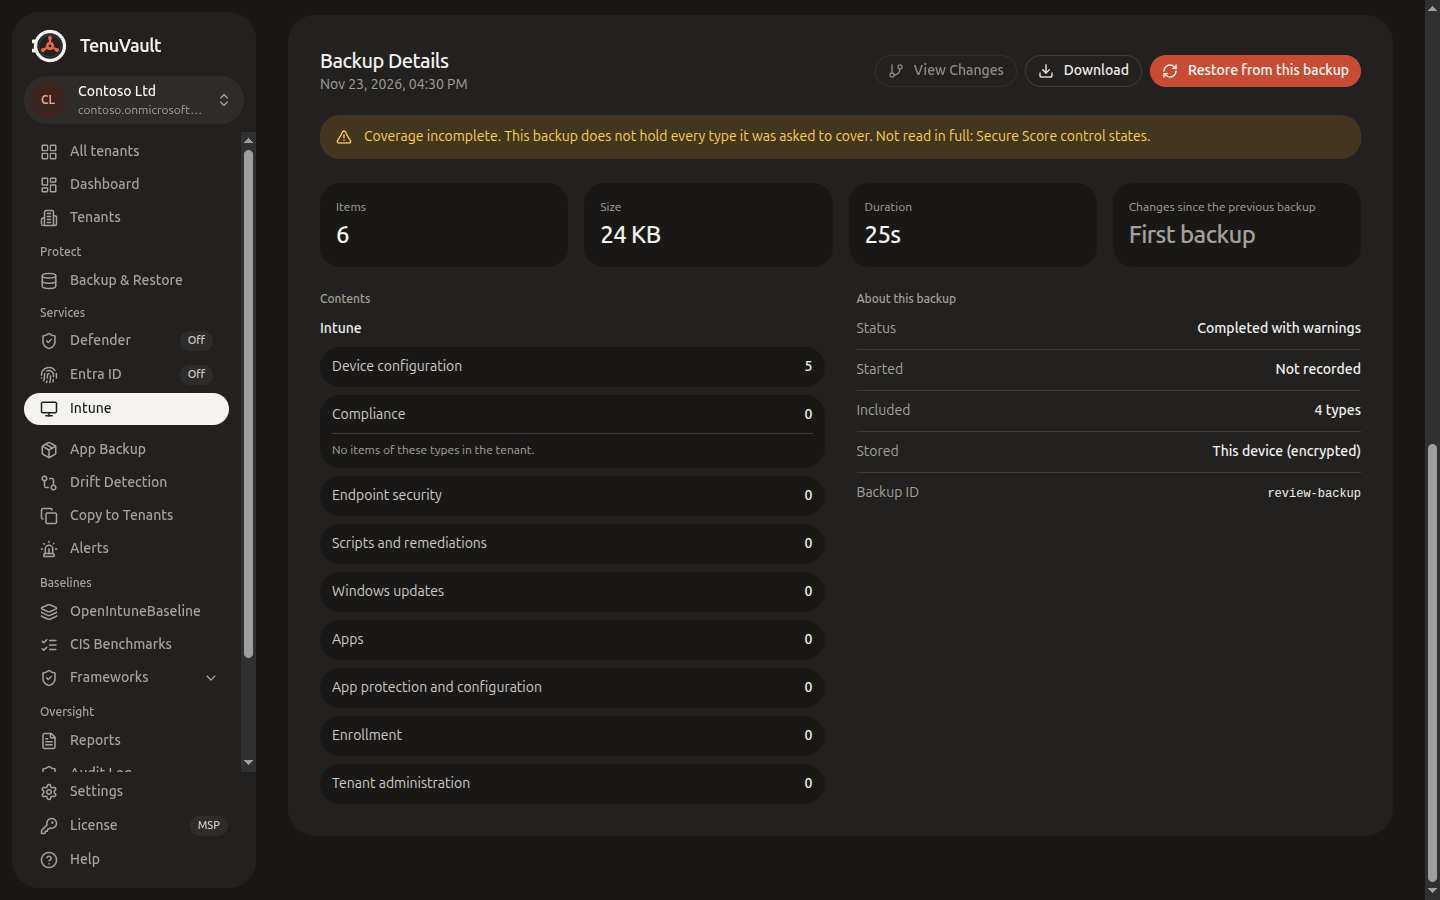 TenuVault
CL
Contoso Ltd
contoso.onmicrosoft...
All tenants
Dashboard
Tenants
Protect
Backup & Restore
Services
Defender Off
Entra ID Off
Intune
App Backup
Drift Detection
Copy to Tenants
Alerts
Baselines
OpenIntuneBaseline
CIS Benchmarks
Frameworks
Oversight
Reports
Audit Log
Settings
License MSP
Help
Backup Details
Nov 23, 2026, 04:30 PM
View Changes
Download
Restore from this backup
Coverage incomplete. This backup does not hold every type it was asked to cover. Not read in full: Secure Score control states.
Items
6
Size
24 KB
Duration
25s
Changes since the previous backup
First backup
Contents
Intune
Device configuration 5
Compliance 0
No items of these types in the tenant.
Endpoint security 0
Scripts and remediations 0
Windows updates 0
Apps 0
App protection and configuration 0
Enrollment 0
Tenant administration 0
About this backup
Status Completed with warnings
Started Not recorded
Included 4 types
Stored This device (encrypted)
Backup ID review-backup